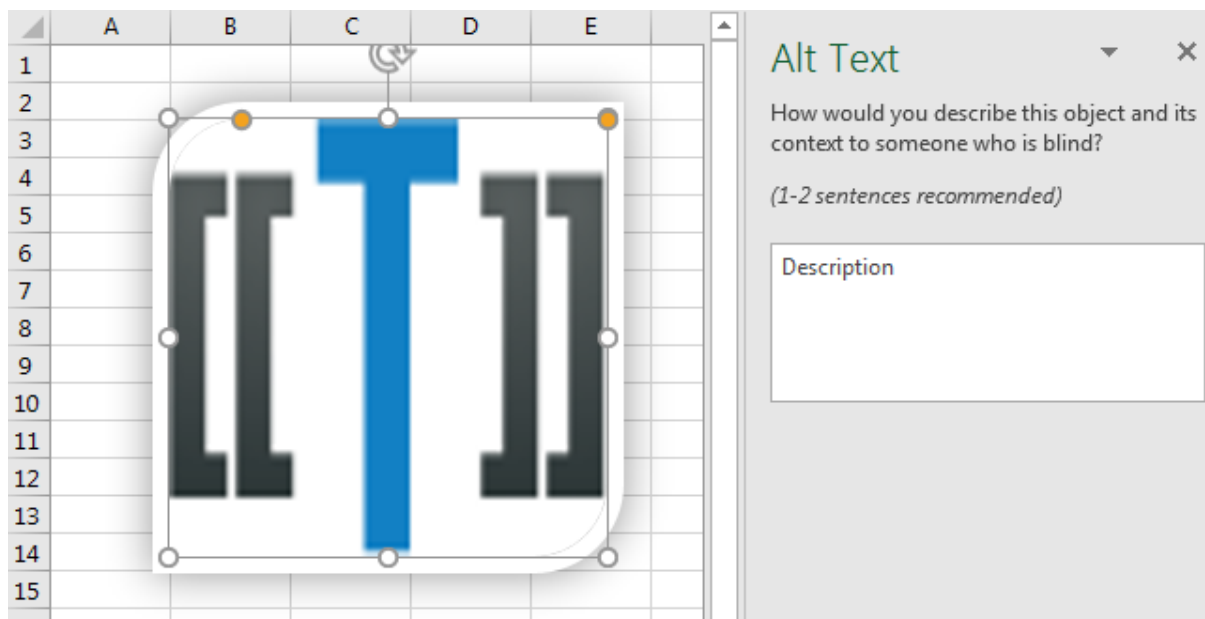 A B C D E
1
2
3
4
5
6
7
8
9
10
11
12
13
14
15
[[ T ]]
Alt Text
How would you describe this object and its
context to someone who is blind?
(1-2 sentences recommended)
Description